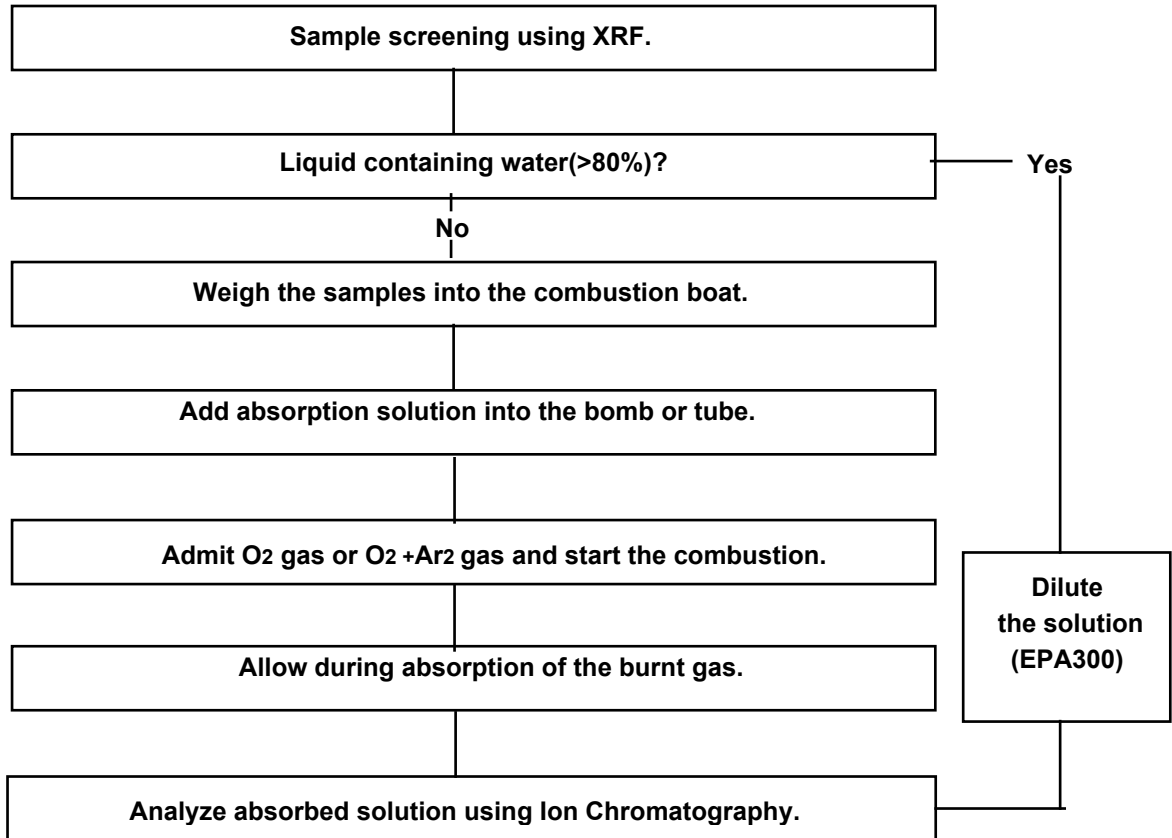 Sample screening using XRF.
Liquid containing water(>80%)?
Yes
No
Weigh the samples into the combustion boat.
Add absorption solution into the bomb or tube.
Admit O2 gas or O2 +Ar2 gas and start the combustion.
Allow during absorption of the burnt gas.
Dilute
the solution
(EPA300)
Analyze absorbed solution using Ion Chromatography.